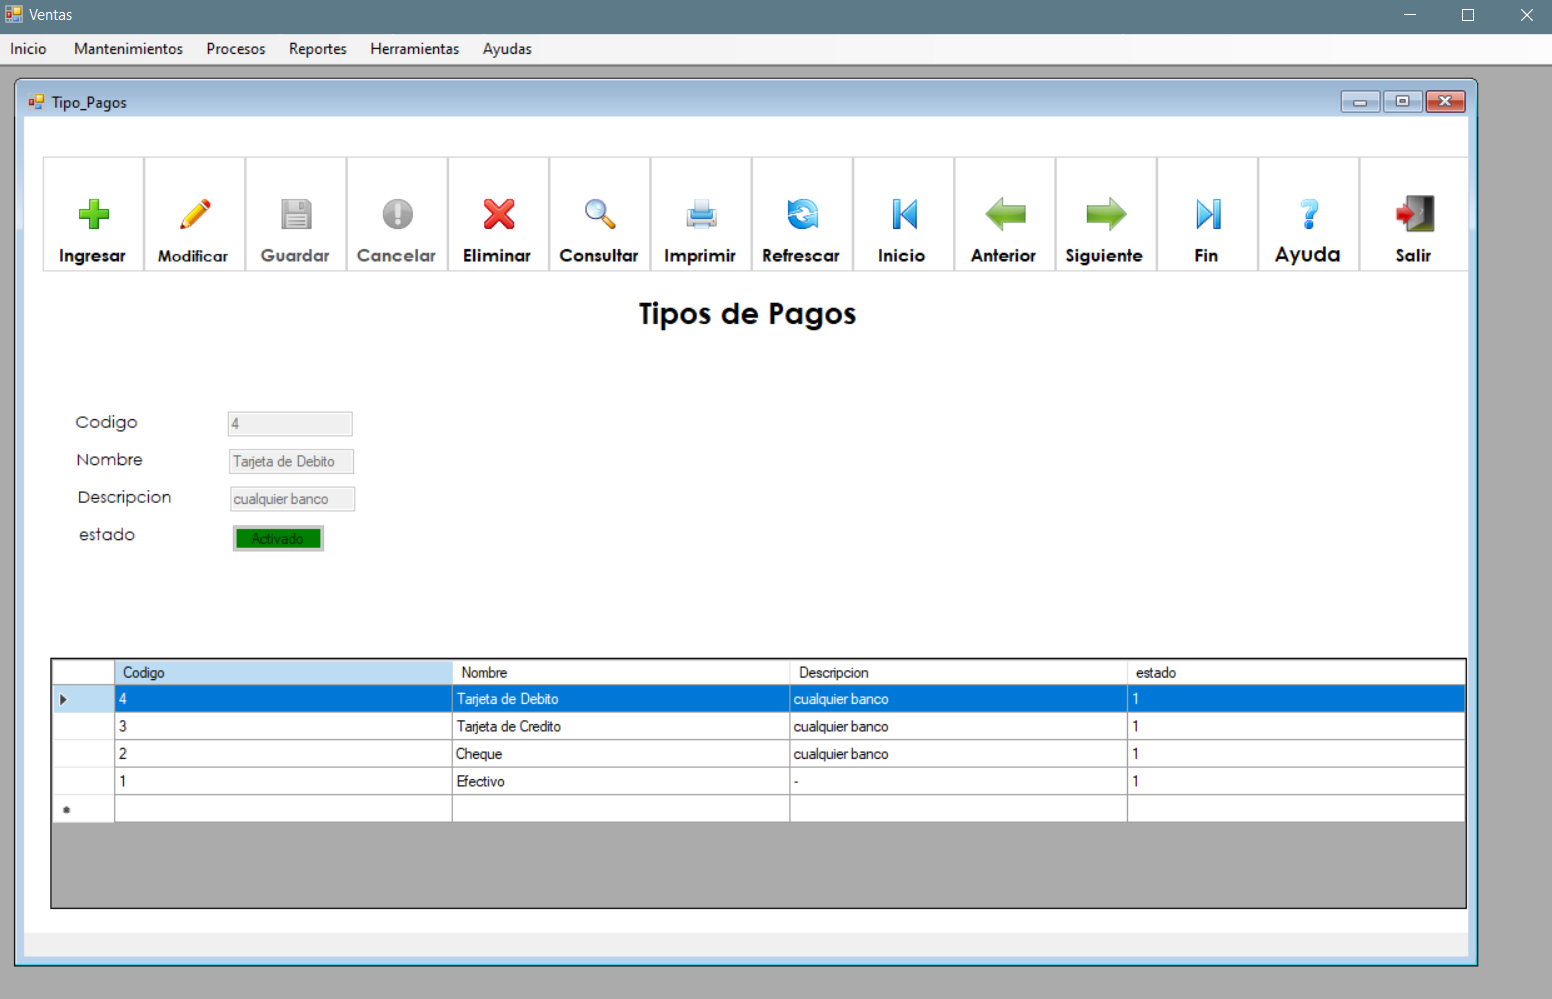 Ventas
Inicio Mantenimientos Procesos Reportes Herramientas Ayudas
Tipo_Pagos
Ingresar Modificar Guardar Cancelar Eliminar Consultar Imprimir Refrescar Inicio Anterior Siguiente Fin Ayuda Salir
Tipos de Pagos
Codigo 4
Nombre Tarjeta de Debito
Descripcion cualquier banco
estado Activado
Codigo Nombre Descripcion estado
4 Tarjeta de Debito cualquier banco 1
3 Tarjeta de Credito cualquier banco 1
2 Cheque cualquier banco 1
1 Efectivo - 1